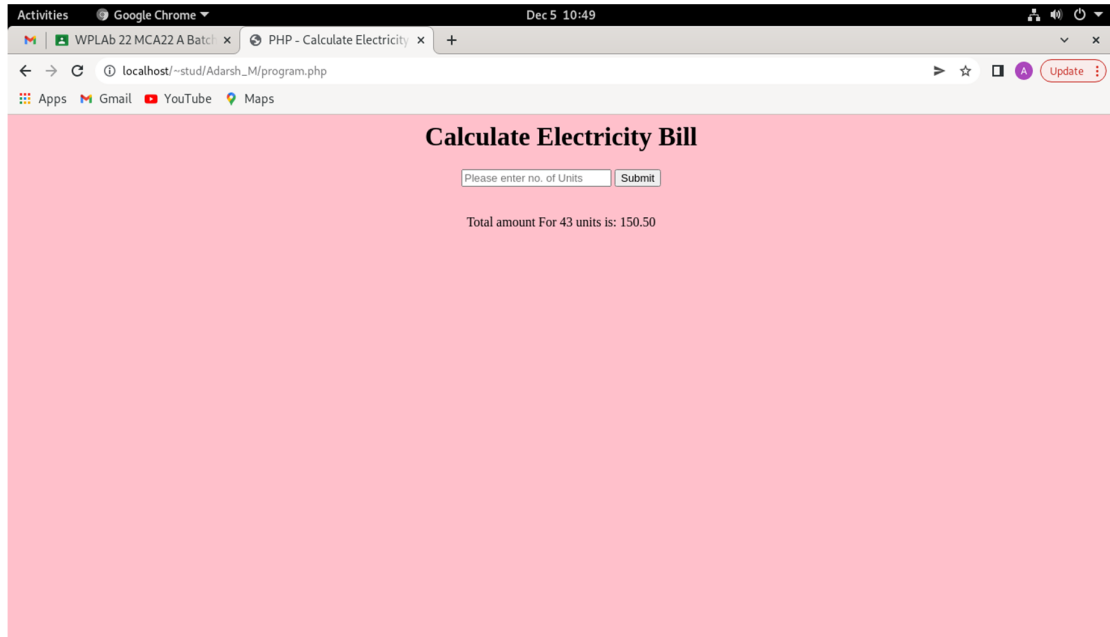 Activities Google Chrome Dec 5 10:49
WPLAb 22 MCA22 A Batch PHP - Calculate Electricity
localhost/~stud/Adarsh_M/program.php A Update
Apps Gmail YouTube Maps
Calculate Electricity Bill
Please enter no. of Units Submit
Total amount For 43 units is: 150.50